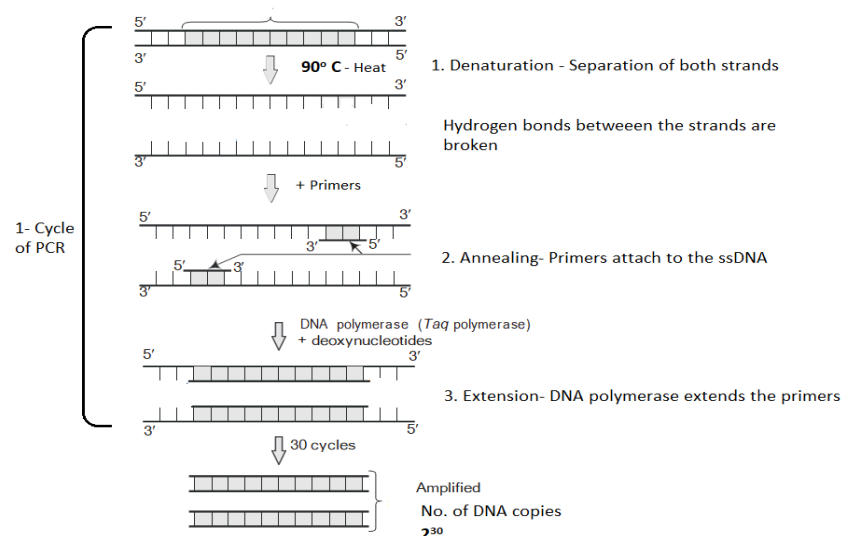 5′ 3′
3′ 5′
90º C - Heat
1. Denaturation - Separation of both strands
5′ 3′
Hydrogen bonds betweeen the strands are
broken
3′ 5′
+ Primers
1- Cycle
of PCR
5′ 3′
3′ 5′
5′ 3′
2. Annealing- Primers attach to the ssDNA
3′ 5′
DNA polymerase (Taq polymerase)
+ deoxynucleotides
5′ 3′
3. Extension- DNA polymerase extends the primers
3′ 5′
30 cycles
Amplified
No. of DNA copies
2³⁰